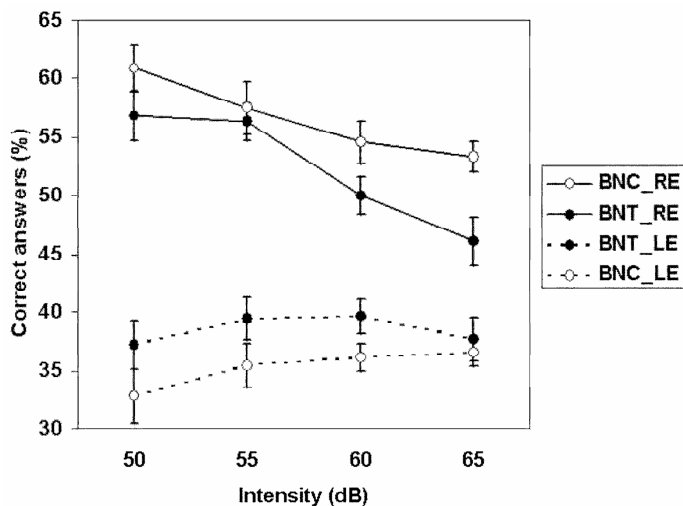 65
60
55
50
45
40
35
30
Correct answers (%)
50 55 60 65
Intensity (dB)
BNC_RE
BNT_RE
BNT_LE
BNC_LE